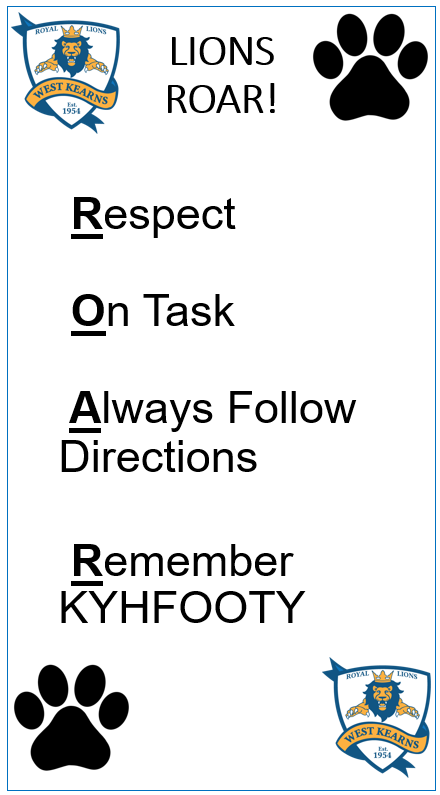 ROYAL LIONS
WEST KEARNS
Est.
1954
LIONS
ROAR!
Respect
On Task
Always Follow
Directions
Remember
KYHFOOTY
ROYAL LIONS
WEST KEARNS
Est.
1954